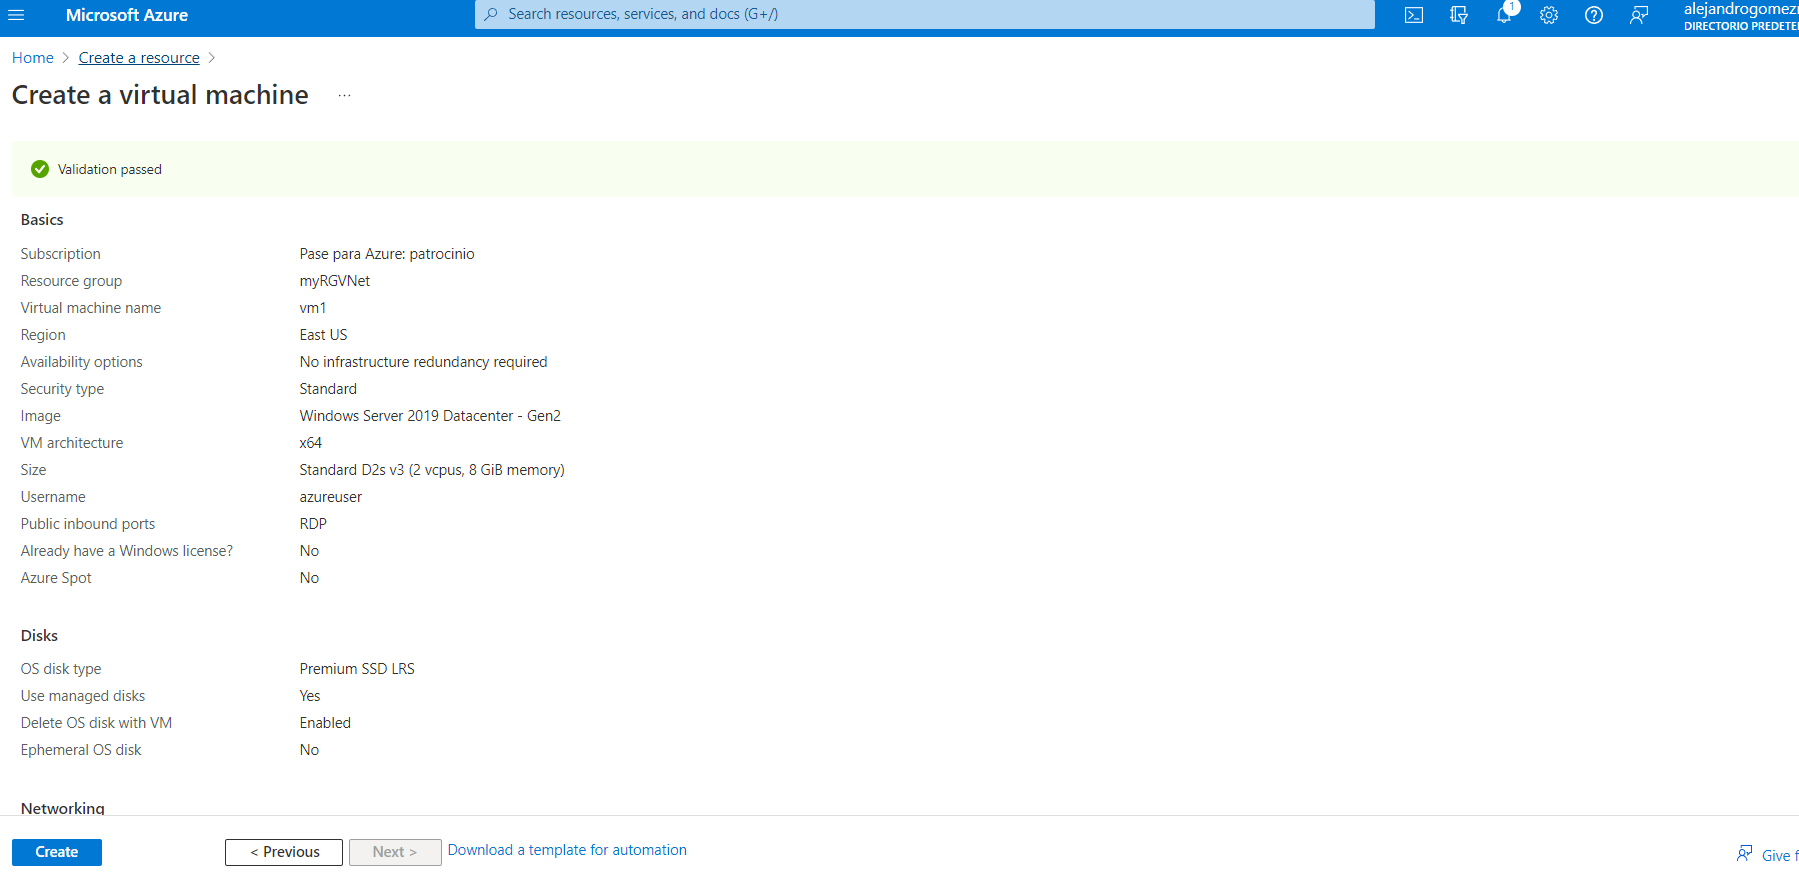 Microsoft Azure
Search resources, services, and docs (G+/)
1
alejandrogomezr
DIRECTORIO PREDETE
Home > Create a resource >
Create a virtual machine ...
Validation passed
Basics
Subscription Pase para Azure: patrocinio
Resource group myRGVNet
Virtual machine name vm1
Region East US
Availability options No infrastructure redundancy required
Security type Standard
Image Windows Server 2019 Datacenter - Gen2
VM architecture x64
Size Standard D2s v3 (2 vcpus, 8 GiB memory)
Username azureuser
Public inbound ports RDP
Already have a Windows license? No
Azure Spot No
Disks
OS disk type Premium SSD LRS
Use managed disks Yes
Delete OS disk with VM Enabled
Ephemeral OS disk No
Networking
Create < Previous Next > Download a template for automation Give f